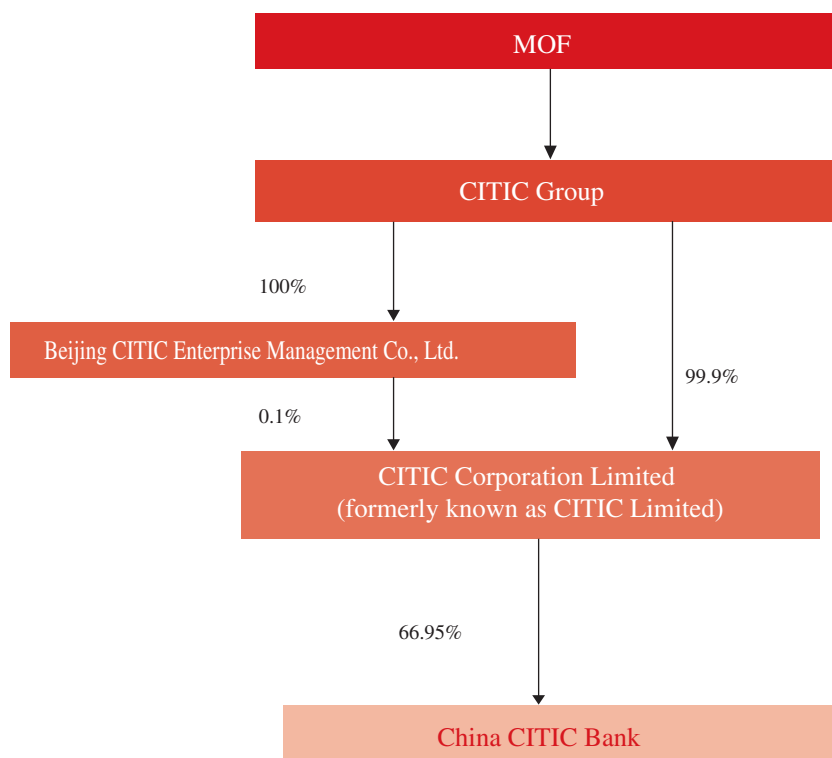 MOF
CITIC Group
100%
Beijing CITIC Enterprise Management Co., Ltd.
99.9%
0.1%
CITIC Corporation Limited
(formerly known as CITIC Limited)
66.95%
China CITIC Bank